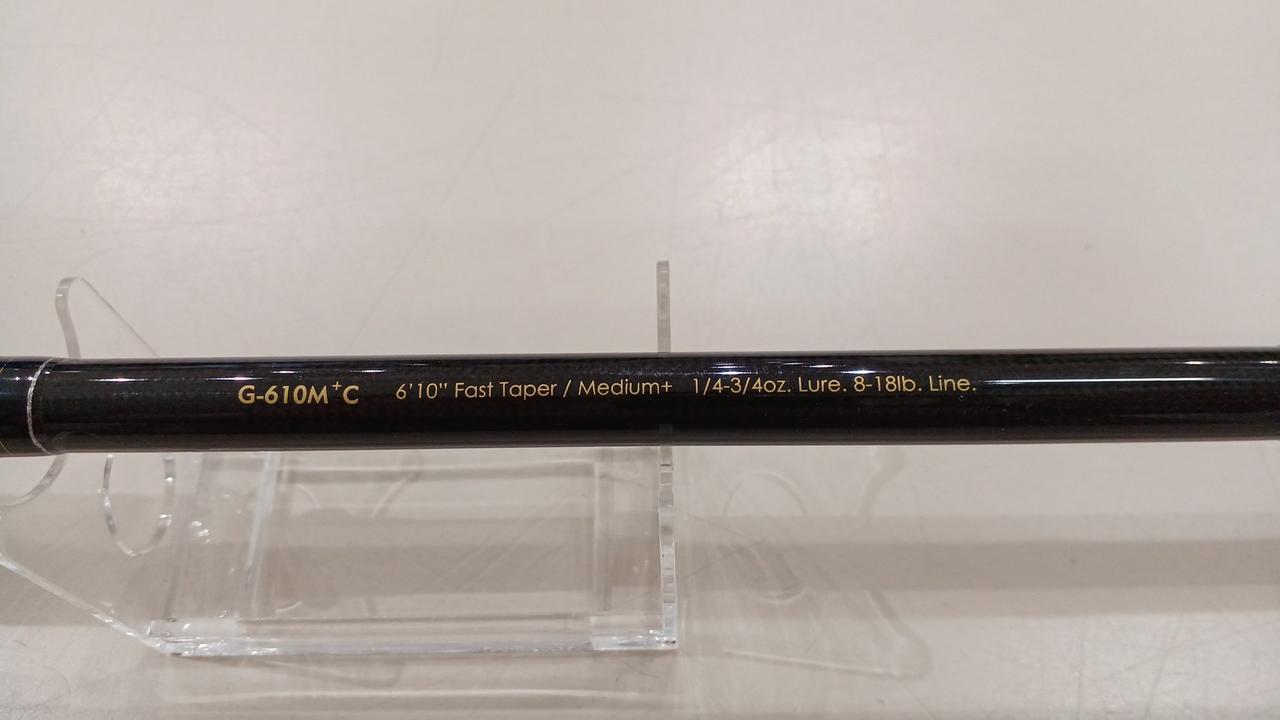 G-610M⁺C 6'10" Fast Taper / Medium+ 1/4-3/4oz. Lure. 8-18lb. Line.